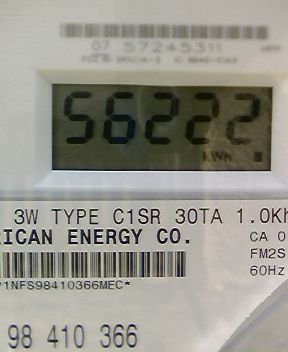 07 57245311
56222
kWh
3W TYPE C1SR 30TA 1.0Kh
RICAN ENERGY CO.
CA 0
FM2S
60Hz
*1NFS98410366MEC*
98 410 366